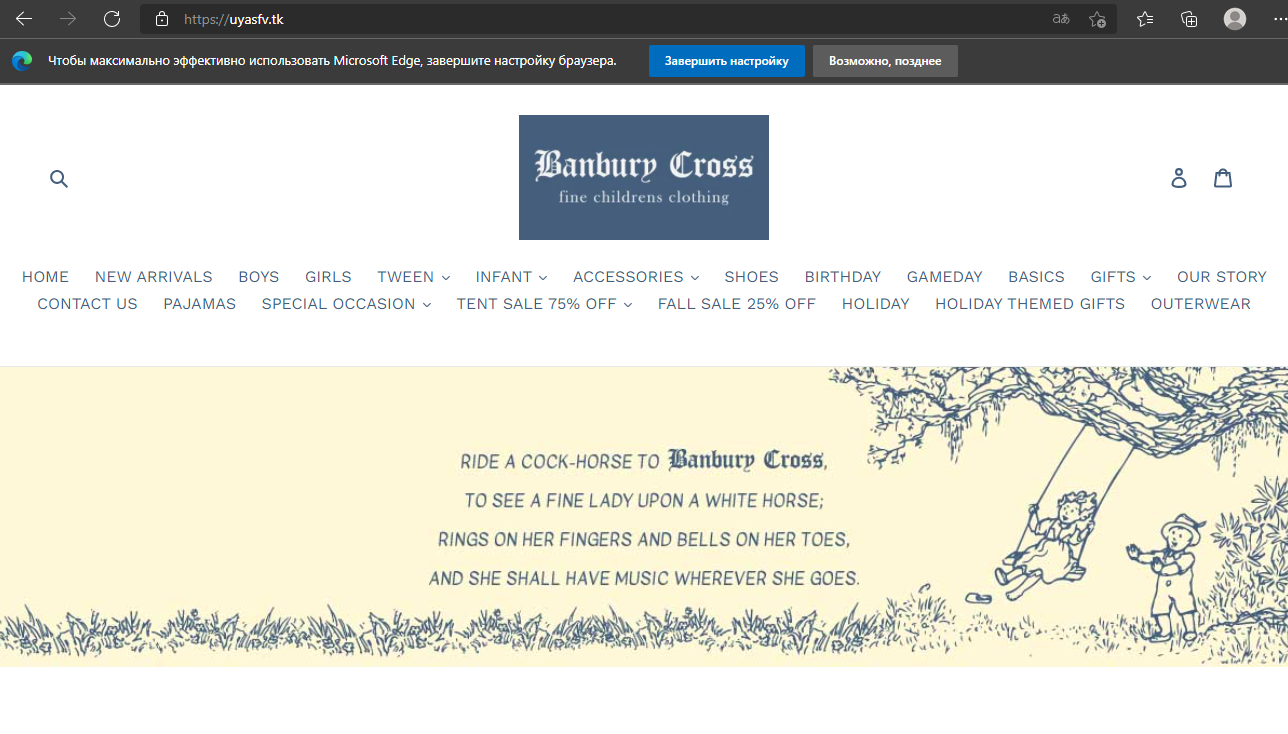 https://uyasfv.tk
aあ
Чтобы максимально эффективно использовать Microsoft Edge, завершите настройку браузера.
Завершить настройку
Возможно, позднее
Banbury Cross
fine childrens clothing
HOME NEW ARRIVALS BOYS GIRLS TWEEN INFANT ACCESSORIES SHOES BIRTHDAY GAMEDAY BASICS GIFTS OUR STORY
CONTACT US PAJAMAS SPECIAL OCCASION TENT SALE 75% OFF FALL SALE 25% OFF HOLIDAY HOLIDAY THEMED GIFTS OUTERWEAR
RIDE A COCK-HORSE TO Banbury Cross,
TO SEE A FINE LADY UPON A WHITE HORSE;
RINGS ON HER FINGERS AND BELLS ON HER TOES,
AND SHE SHALL HAVE MUSIC WHEREVER SHE GOES.